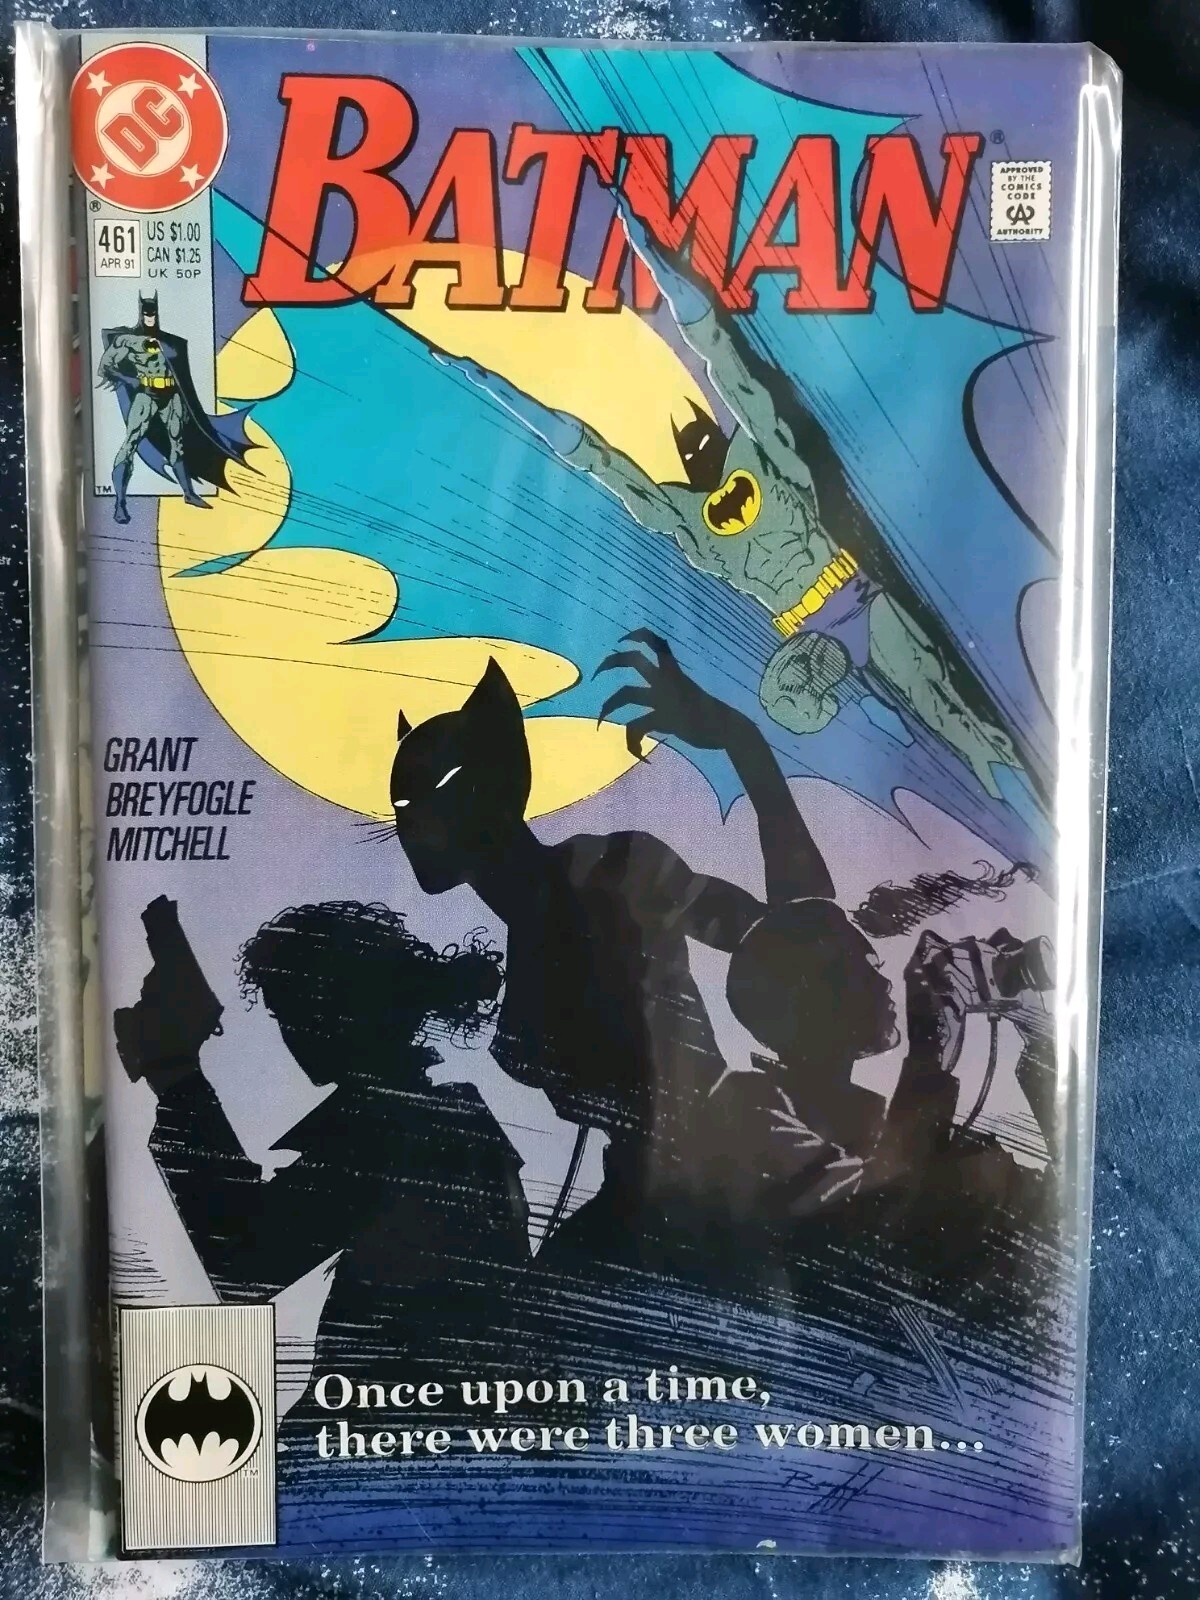 DC
®
BATMAN
®
APPROVED
BY THE
COMICS
CODE
CA
AUTHORITY
461
APR 91
US $1.00
CAN $1.25
UK 50P
TM
GRANT
BREYFOGLE
MITCHELL
Once upon a time,
there were three women...
TM